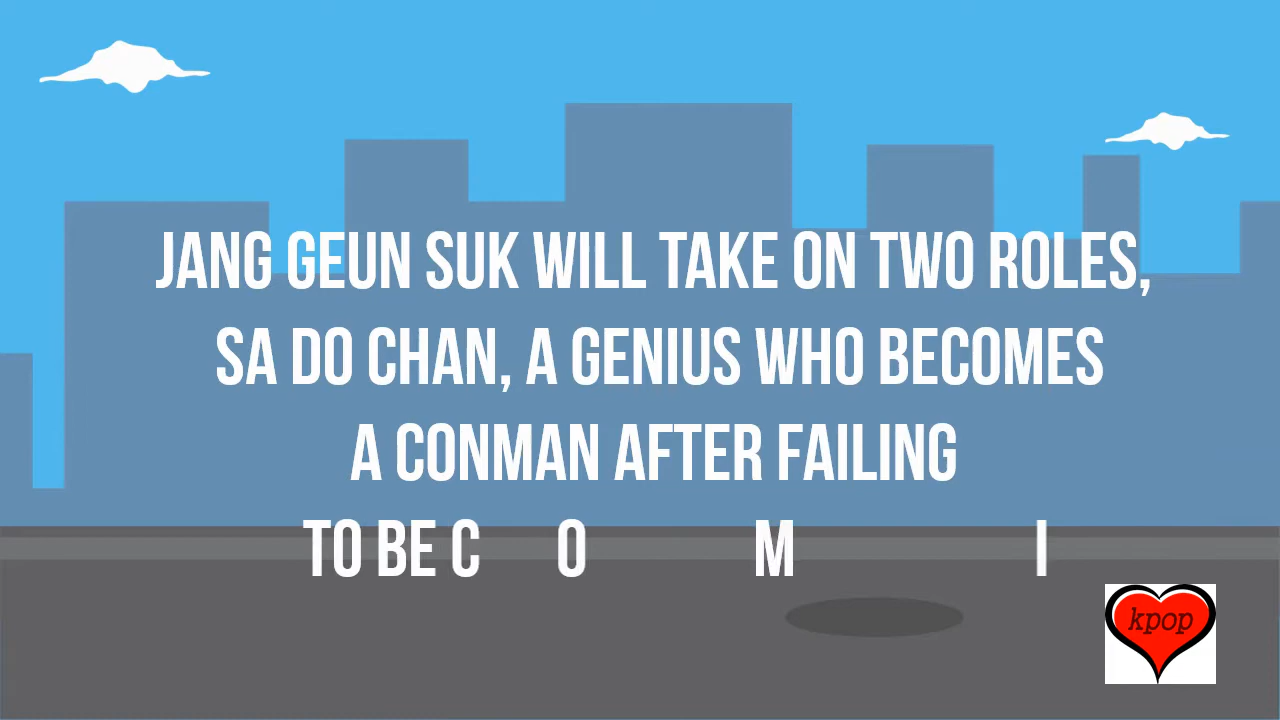 JANG GEUN SUK WILL TAKE ON TWO ROLES,
SA DO CHAN, A GENIUS WHO BECOMES
A CONMAN AFTER FAILING
TO BE C O M I
kpop